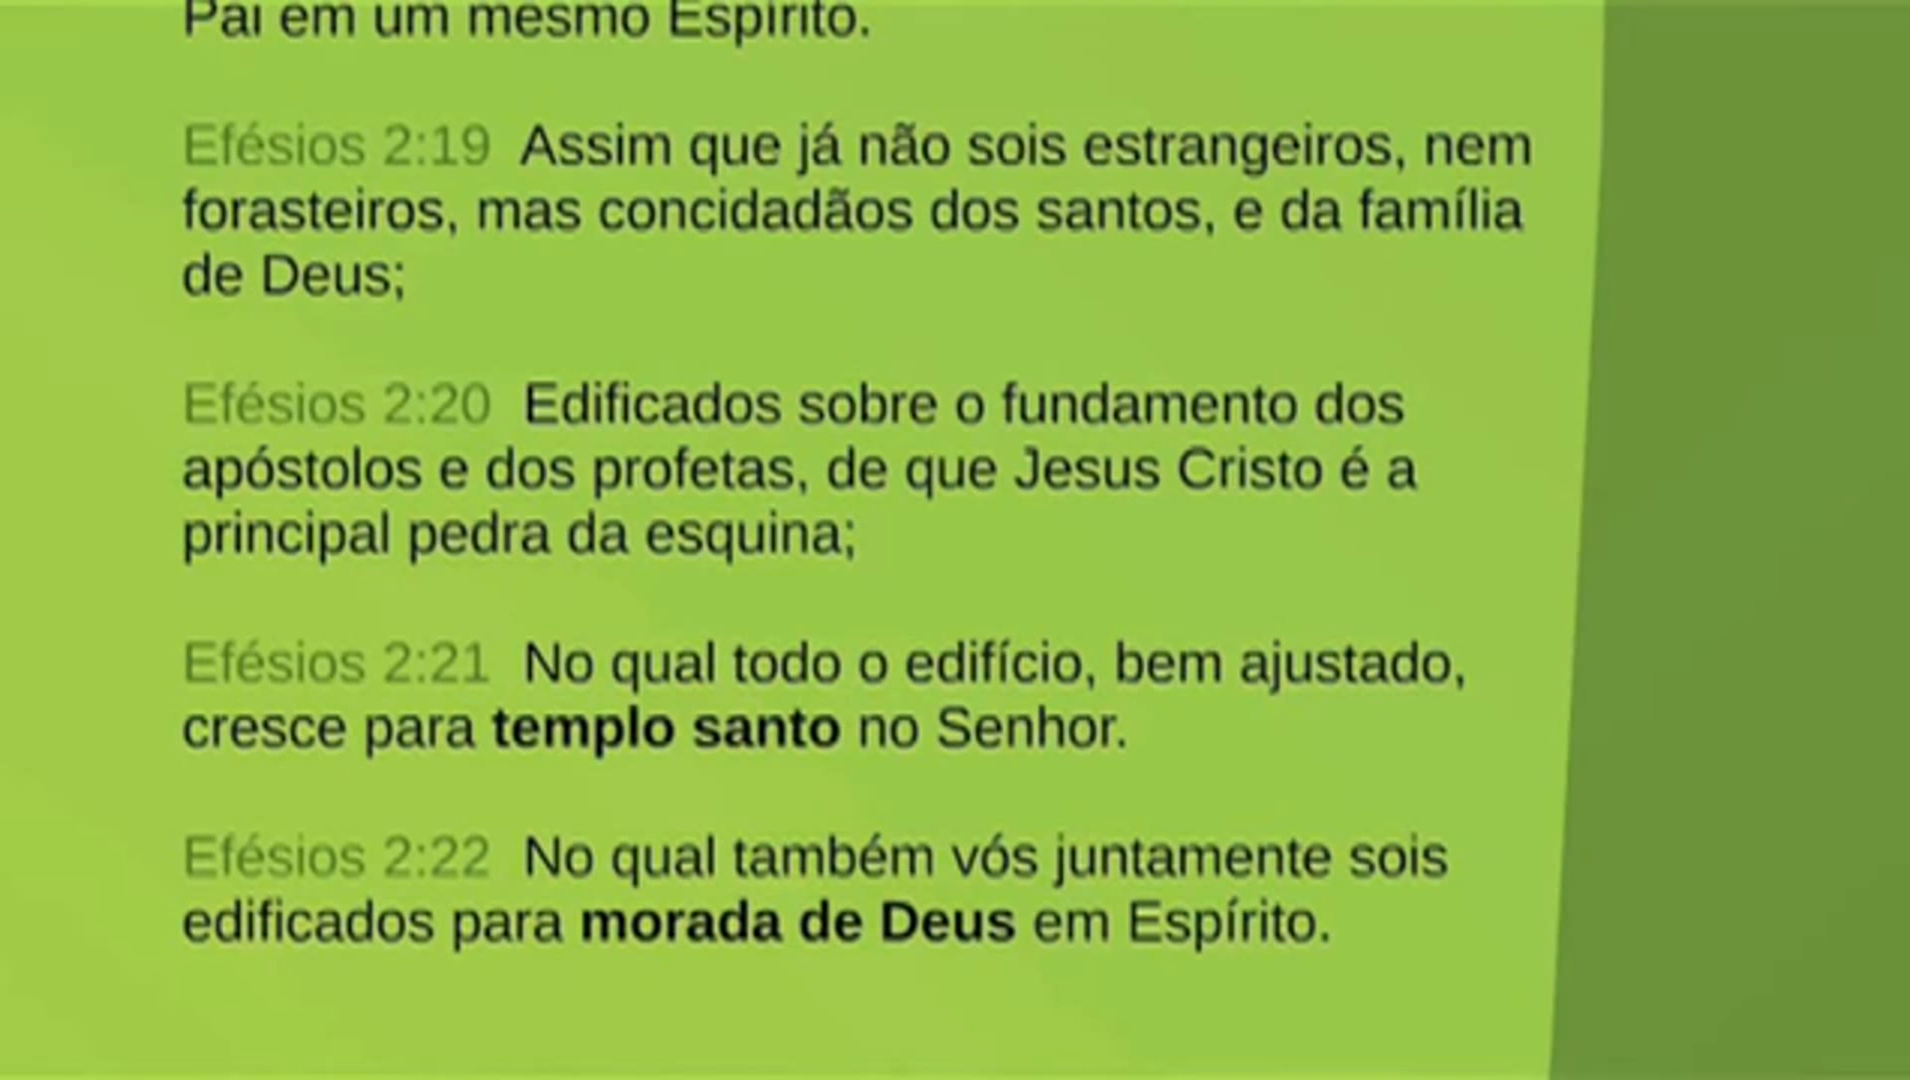 Pai em um mesmo Espírito.
Efésios 2:19 Assim que já não sois estrangeiros, nem
forasteiros, mas concidadãos dos santos, e da família
de Deus;
Efésios 2:20 Edificados sobre o fundamento dos
apóstolos e dos profetas, de que Jesus Cristo é a
principal pedra da esquina;
Efésios 2:21 No qual todo o edifício, bem ajustado,
cresce para templo santo no Senhor.
Efésios 2:22 No qual também vós juntamente sois
edificados para morada de Deus em Espírito.